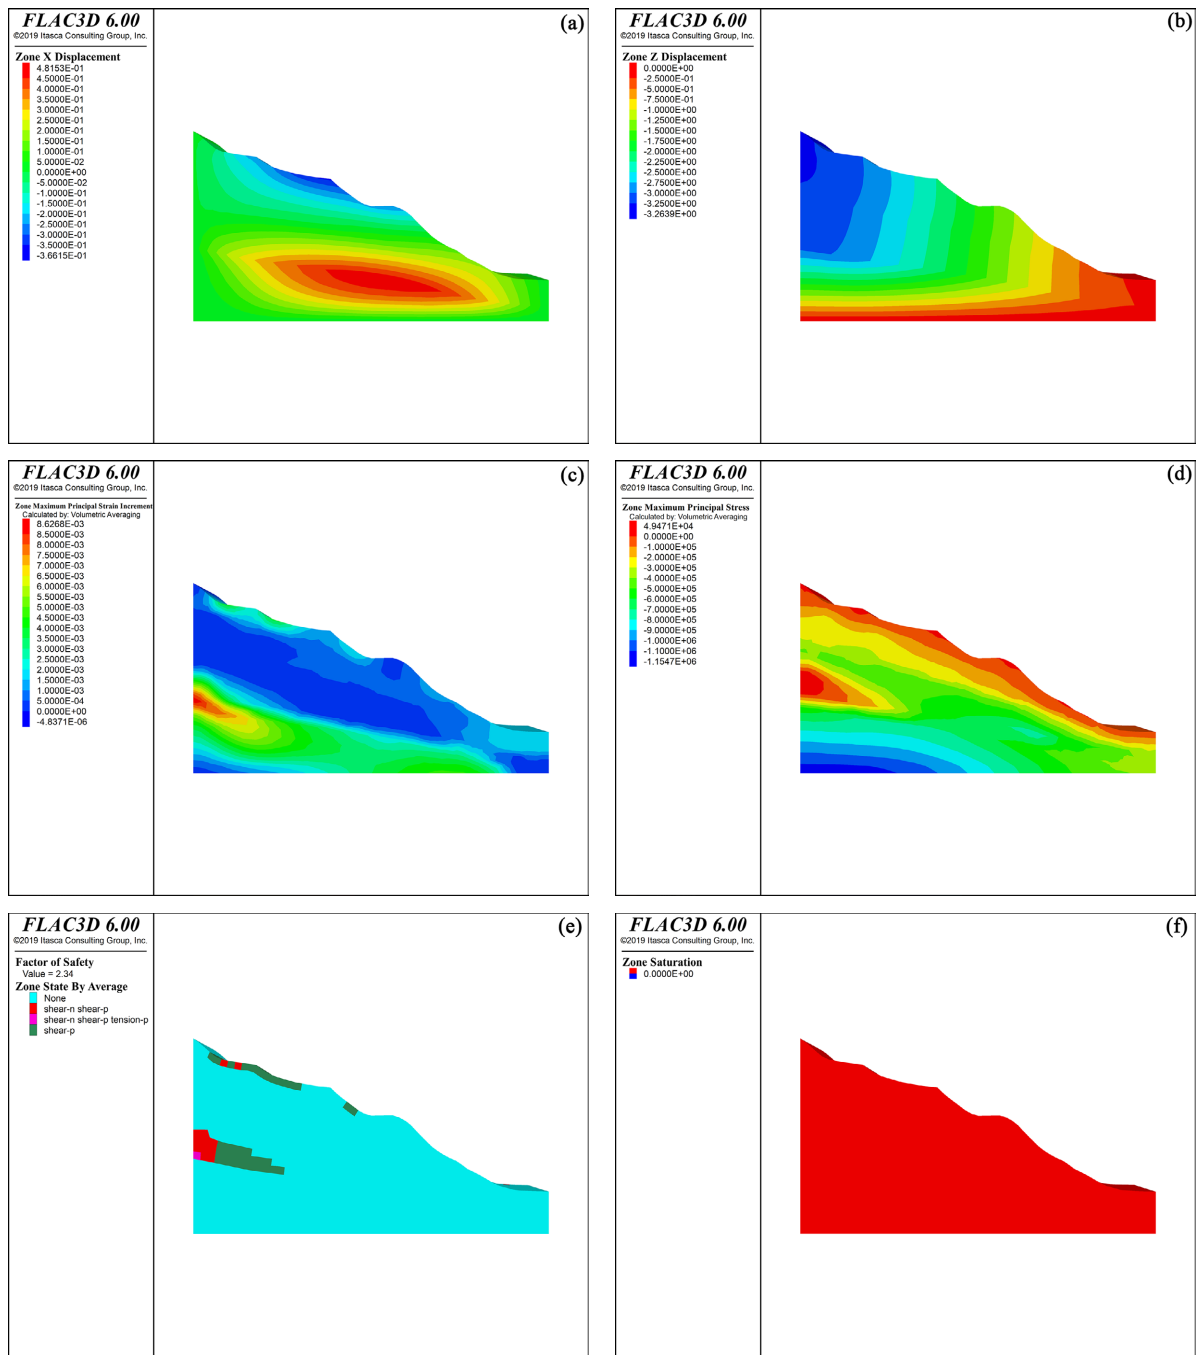 FLAC3D 6.00
©2019 Itasca Consulting Group, Inc.
(a)
Zone X Displacement
4.8153E-01
4.5000E-01
4.0000E-01
3.5000E-01
3.0000E-01
2.5000E-01
2.0000E-01
1.5000E-01
1.0000E-01
5.0000E-02
0.0000E+00
-5.0000E-02
-1.0000E-01
-1.5000E-01
-2.0000E-01
-2.5000E-01
-3.0000E-01
-3.5000E-01
-3.6615E-01
FLAC3D 6.00
©2019 Itasca Consulting Group, Inc.
(b)
Zone Z Displacement
0.0000E+00
-2.5000E-01
-5.0000E-01
-7.5000E-01
-1.0000E+00
-1.2500E+00
-1.5000E+00
-1.7500E+00
-2.0000E+00
-2.2500E+00
-2.5000E+00
-2.7500E+00
-3.0000E+00
-3.2500E+00
-3.2639E+00
FLAC3D 6.00
©2019 Itasca Consulting Group, Inc.
(c)
Zone Maximum Principal Strain Increment
Calculated by: Volumetric Averaging
8.6268E-03
8.5000E-03
8.0000E-03
7.5000E-03
7.0000E-03
6.5000E-03
6.0000E-03
5.5000E-03
5.0000E-03
4.5000E-03
4.0000E-03
3.5000E-03
3.0000E-03
2.5000E-03
2.0000E-03
1.5000E-03
1.0000E-03
5.0000E-04
0.0000E+00
-4.8371E-06
FLAC3D 6.00
©2019 Itasca Consulting Group, Inc.
(d)
Zone Maximum Principal Stress
Calculated by: Volumetric Averaging
4.9471E+04
0.0000E+00
-1.0000E+05
-2.0000E+05
-3.0000E+05
-4.0000E+05
-5.0000E+05
-6.0000E+05
-7.0000E+05
-8.0000E+05
-9.0000E+05
-1.0000E+06
-1.1000E+06
-1.1547E+06
FLAC3D 6.00
©2019 Itasca Consulting Group, Inc.
(e)
Factor of Safety
Value = 2.34
Zone State By Average
None
shear-n shear-p
shear-n shear-p tension-p
shear-p
FLAC3D 6.00
©2019 Itasca Consulting Group, Inc.
(f)
Zone Saturation
0.0000E+00